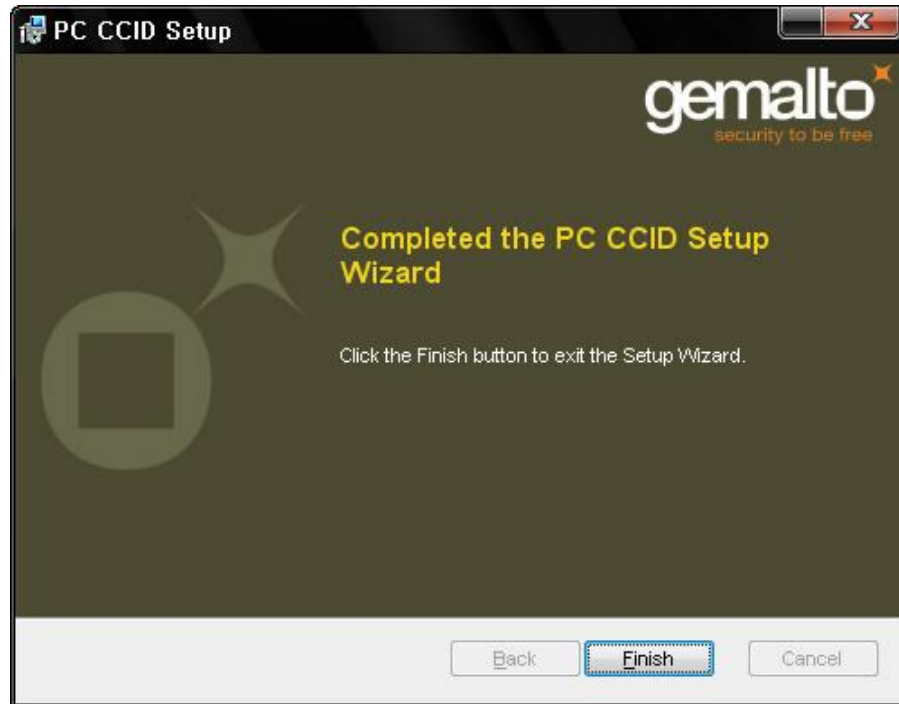 PC CCID Setup
gemalto
security to be free
Completed the PC CCID Setup
Wizard
Click the Finish button to exit the Setup Wizard.
Back Finish Cancel